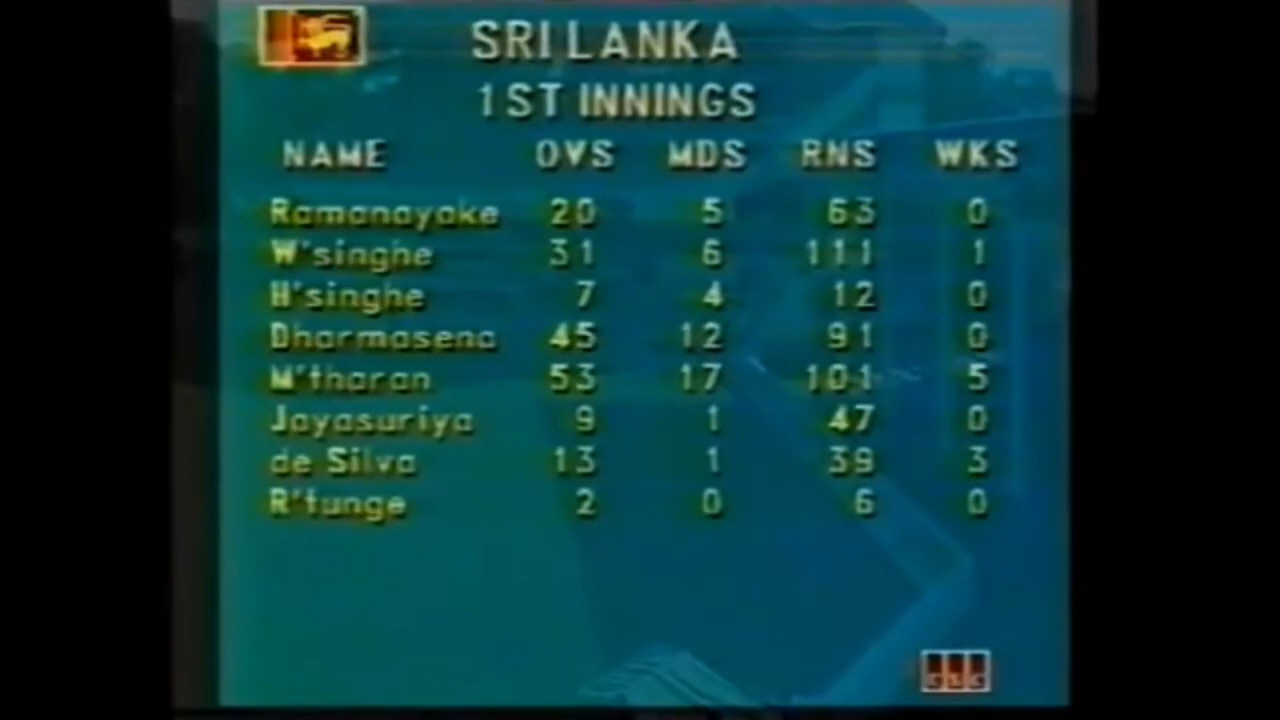 SRI LANKA
1ST INNINGS
NAME OVS MDS RNS WKS
Ramanayake 20 5 63 0
W'singhe 31 6 111 1
H'singhe 7 4 12 0
Dharmasena 45 12 91 0
M'tharan 53 17 101 5
Jayasuriya 9 1 47 0
de Silva 13 1 39 3
R'tunge 2 0 6 0